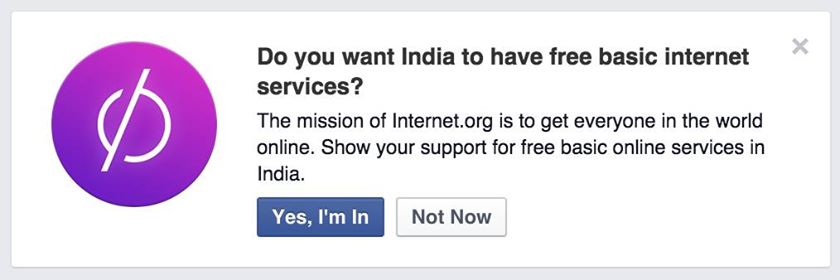 Do you want India to have free basic internet
services?
The mission of Internet.org is to get everyone in the world
online. Show your support for free basic online services in
India.
Yes, I'm In
Not Now